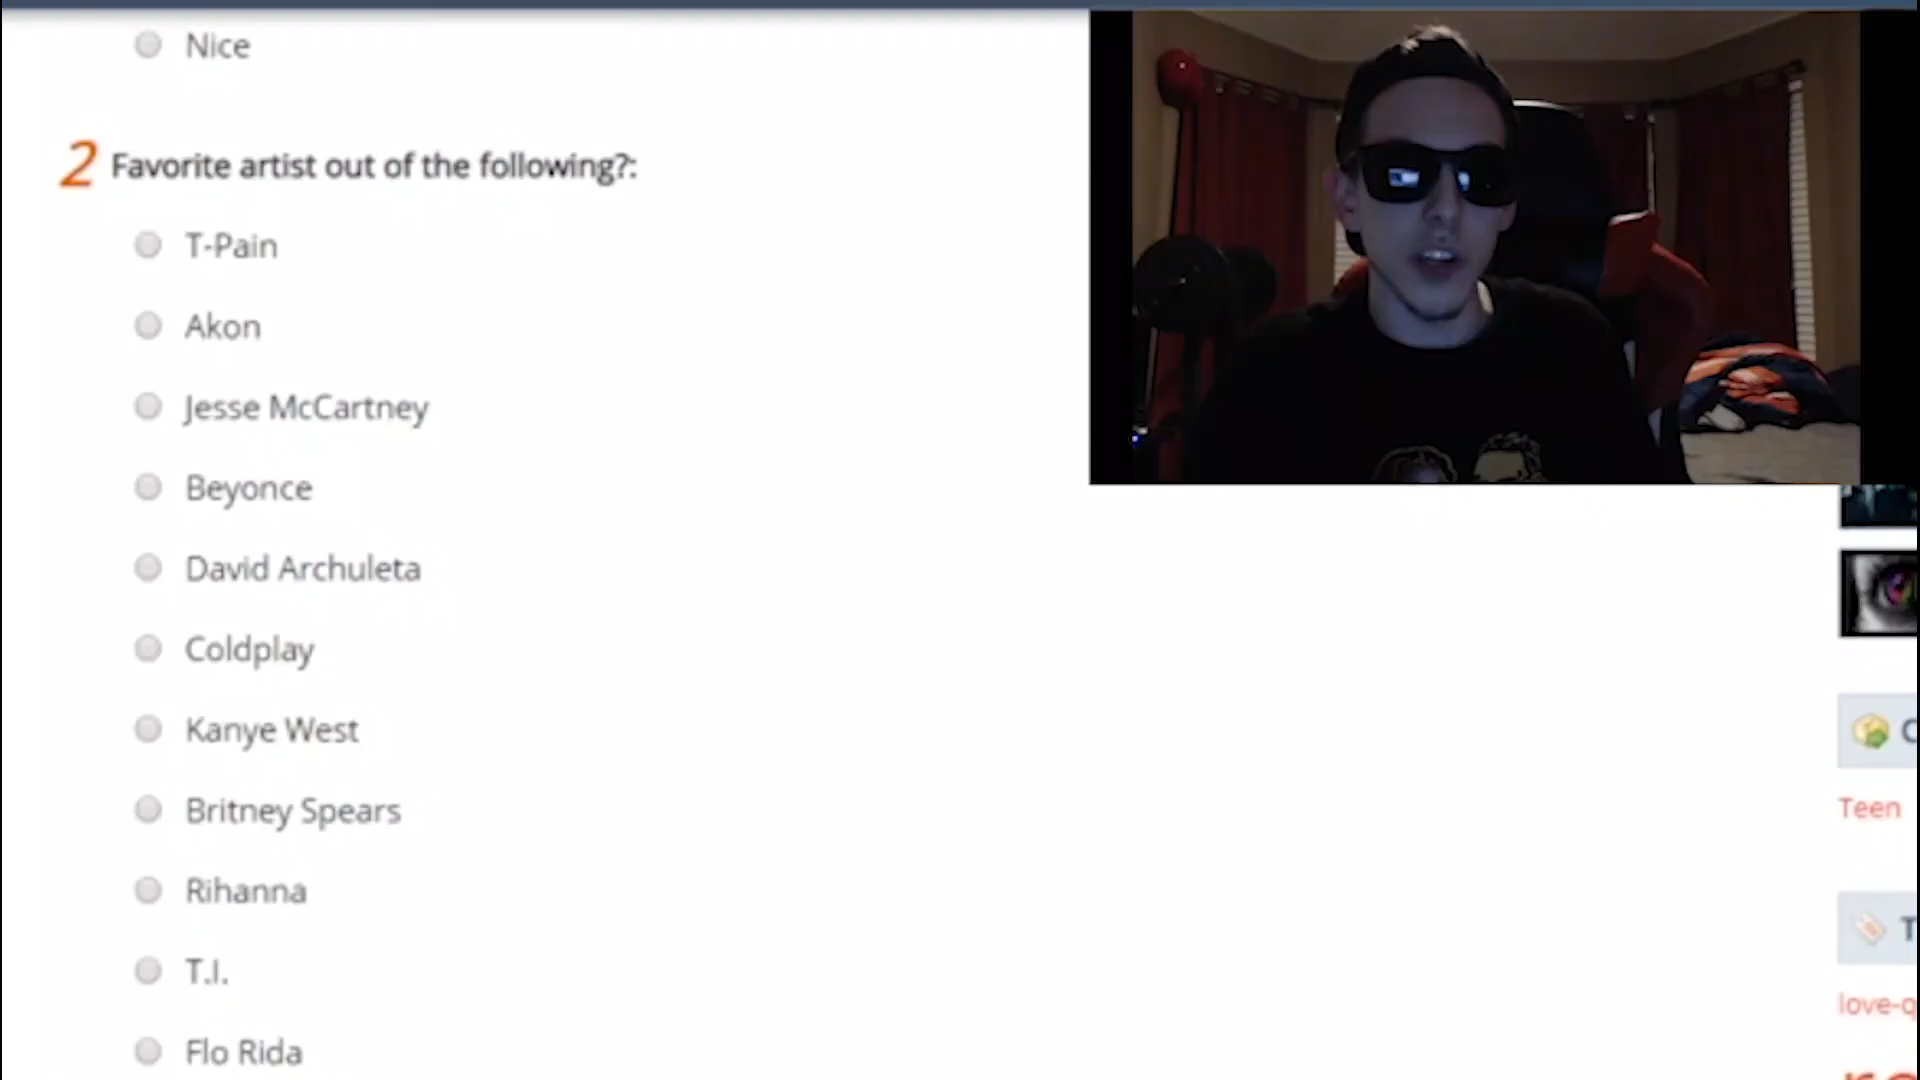 Nice
2 Favorite artist out of the following?:
T-Pain
Akon
Jesse McCartney
Beyonce
David Archuleta
Coldplay
Kanye West
Britney Spears
Rihanna
T.I.
Flo Rida
C
Teen
T
love-q